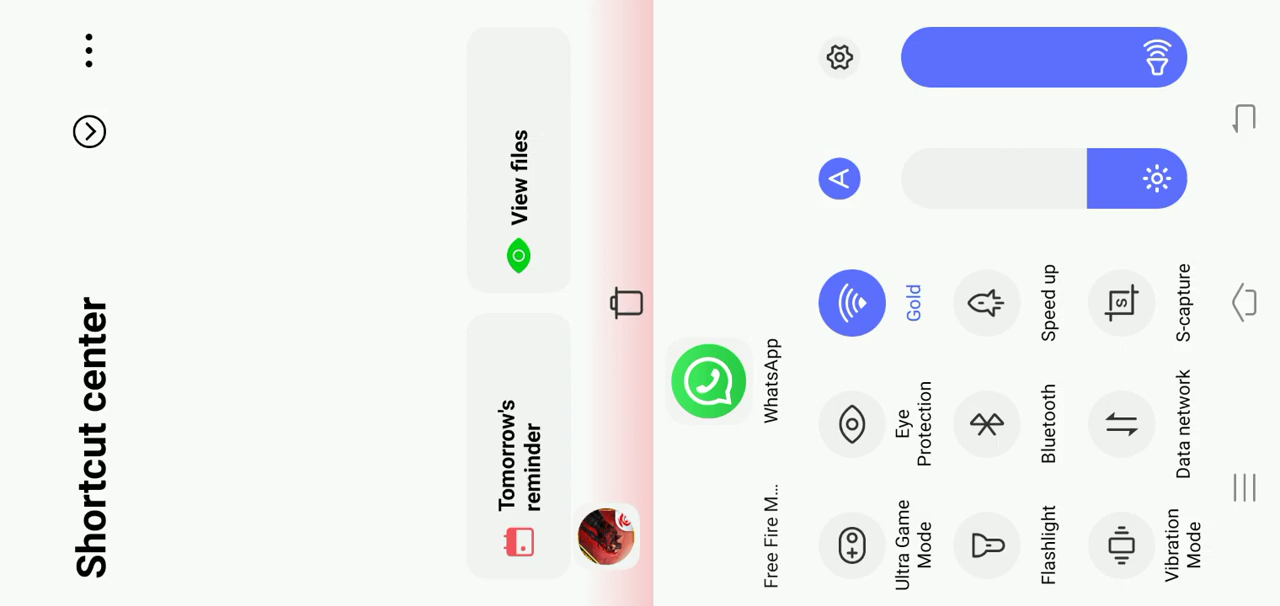 Shortcut center
Tomorrow's
reminder
View files
Free Fire M...
WhatsApp
Ultra Game
Mode
Eye
Protection
Gold
A
Flashlight
Bluetooth
Speed up
Vibration
Mode
Data network
S-capture
S